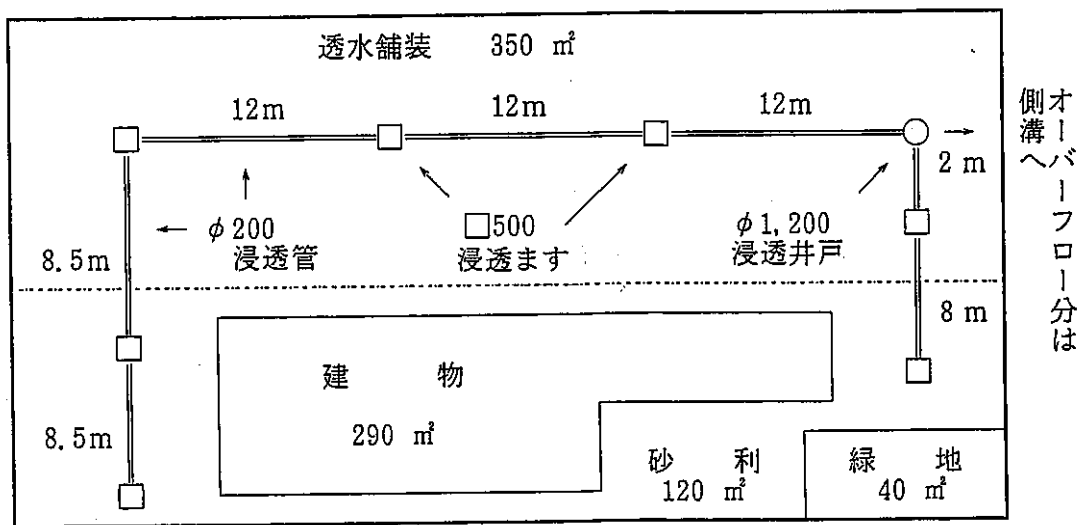 透水舗装 350 ㎡
12m 12m 12m
2 m
φ200
浸透管
□500
浸透ます
φ1,200
浸透井戸
8.5m
8 m
建物
290 ㎡
8.5m
砂利
120 ㎡
緑地
40 ㎡
オーバーフロー分は
側溝へ